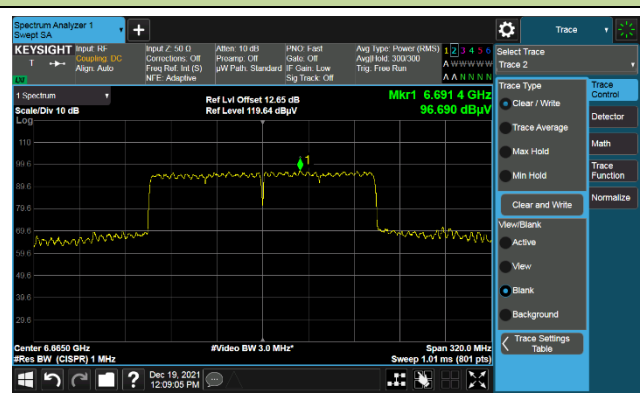 Spectrum Analyzer 1
Swept SA
Trace
KEYSIGHT
Input: RF
Coupling: DC
Align: Auto
Input Z: 50 Ω
Corrections: Off
Freq Ref: Int (S)
NFE: Adaptive
Atten: 10 dB
Preamp: Off
µW Path: Standard
PNO: Fast
Gate: Off
IF Gain: Low
Sig Track: Off
Avg Type: Power (RMS)
Avg|Hold: 300/300
Trig: Free Run
1 2 3 4 5 6
A W W W W W
A A N N N N
T
LV
Select Trace
Trace 2
1 Spectrum
Scale/Div 10 dB
Log
Ref Lvl Offset 12.65 dB
Ref Level 119.64 dBµV
Mkr1 6.691 4 GHz
96.690 dBµV
110
99.6
89.6
79.6
69.6
59.6
49.6
39.6
29.6
1
Center 6.6650 GHz
#Res BW (CISPR) 1 MHz
#Video BW 3.0 MHz*
Span 320.0 MHz
Sweep 1.01 ms (801 pts)
Trace Type
Clear / Write
Trace Average
Max Hold
Min Hold
Clear and Write
View/Blank
Active
View
Blank
Background
Trace Settings
Table
Trace
Control
Detector
Math
Trace
Function
Normalize
?
Dec 19, 2021
12:09:05 PM